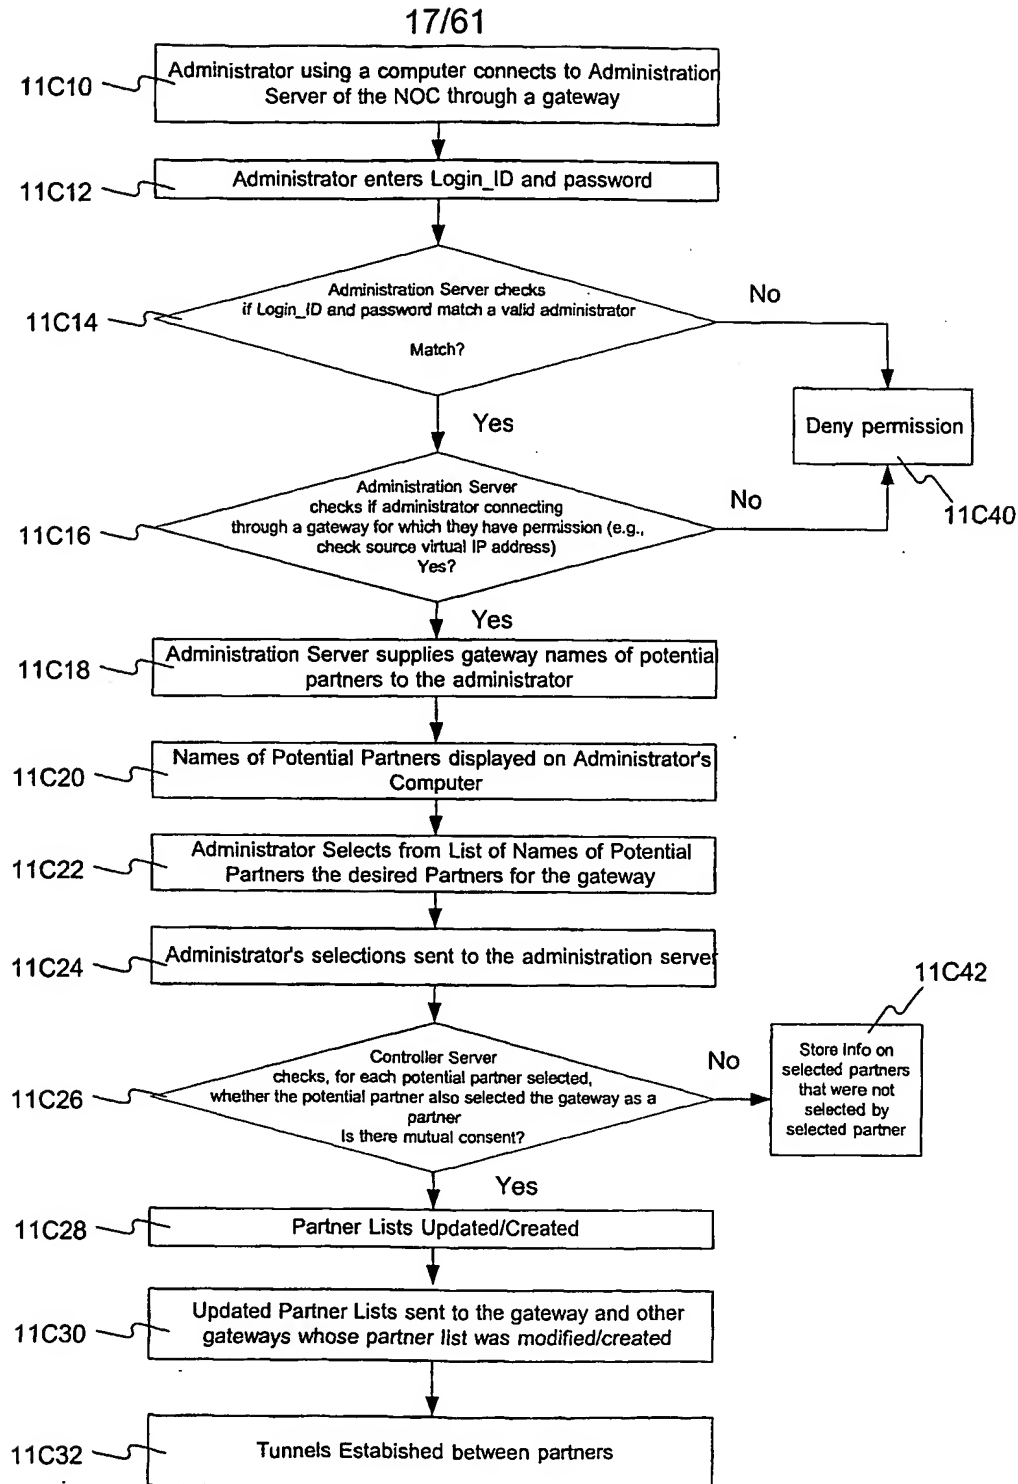 17/61
11C10
Administrator using a computer connects to Administration
Server of the NOC through a gateway
11C12
Administrator enters Login_ID and password
11C14
Administration Server checks
if Login_ID and password match a valid administrator
Match?
No
Yes
Deny permission
11C40
11C16
Administration Server
checks if administrator connecting
through a gateway for which they have permission (e.g.,
check source virtual IP address)
Yes?
No
Yes
11C18
Administration Server supplies gateway names of potential
partners to the administrator
11C20
Names of Potential Partners displayed on Administrator's
Computer
11C22
Administrator Selects from List of Names of Potential
Partners the desired Partners for the gateway
11C24
Administrator's selections sent to the administration server
11C26
Controller Server
checks, for each potential partner selected,
whether the potential partner also selected the gateway as a
partner
Is there mutual consent?
No
11C42
Store info on
selected partners
that were not
selected by
selected partner
Yes
11C28
Partner Lists Updated/Created
11C30
Updated Partner Lists sent to the gateway and other
gateways whose partner list was modified/created
11C32
Tunnels Estabished between partners